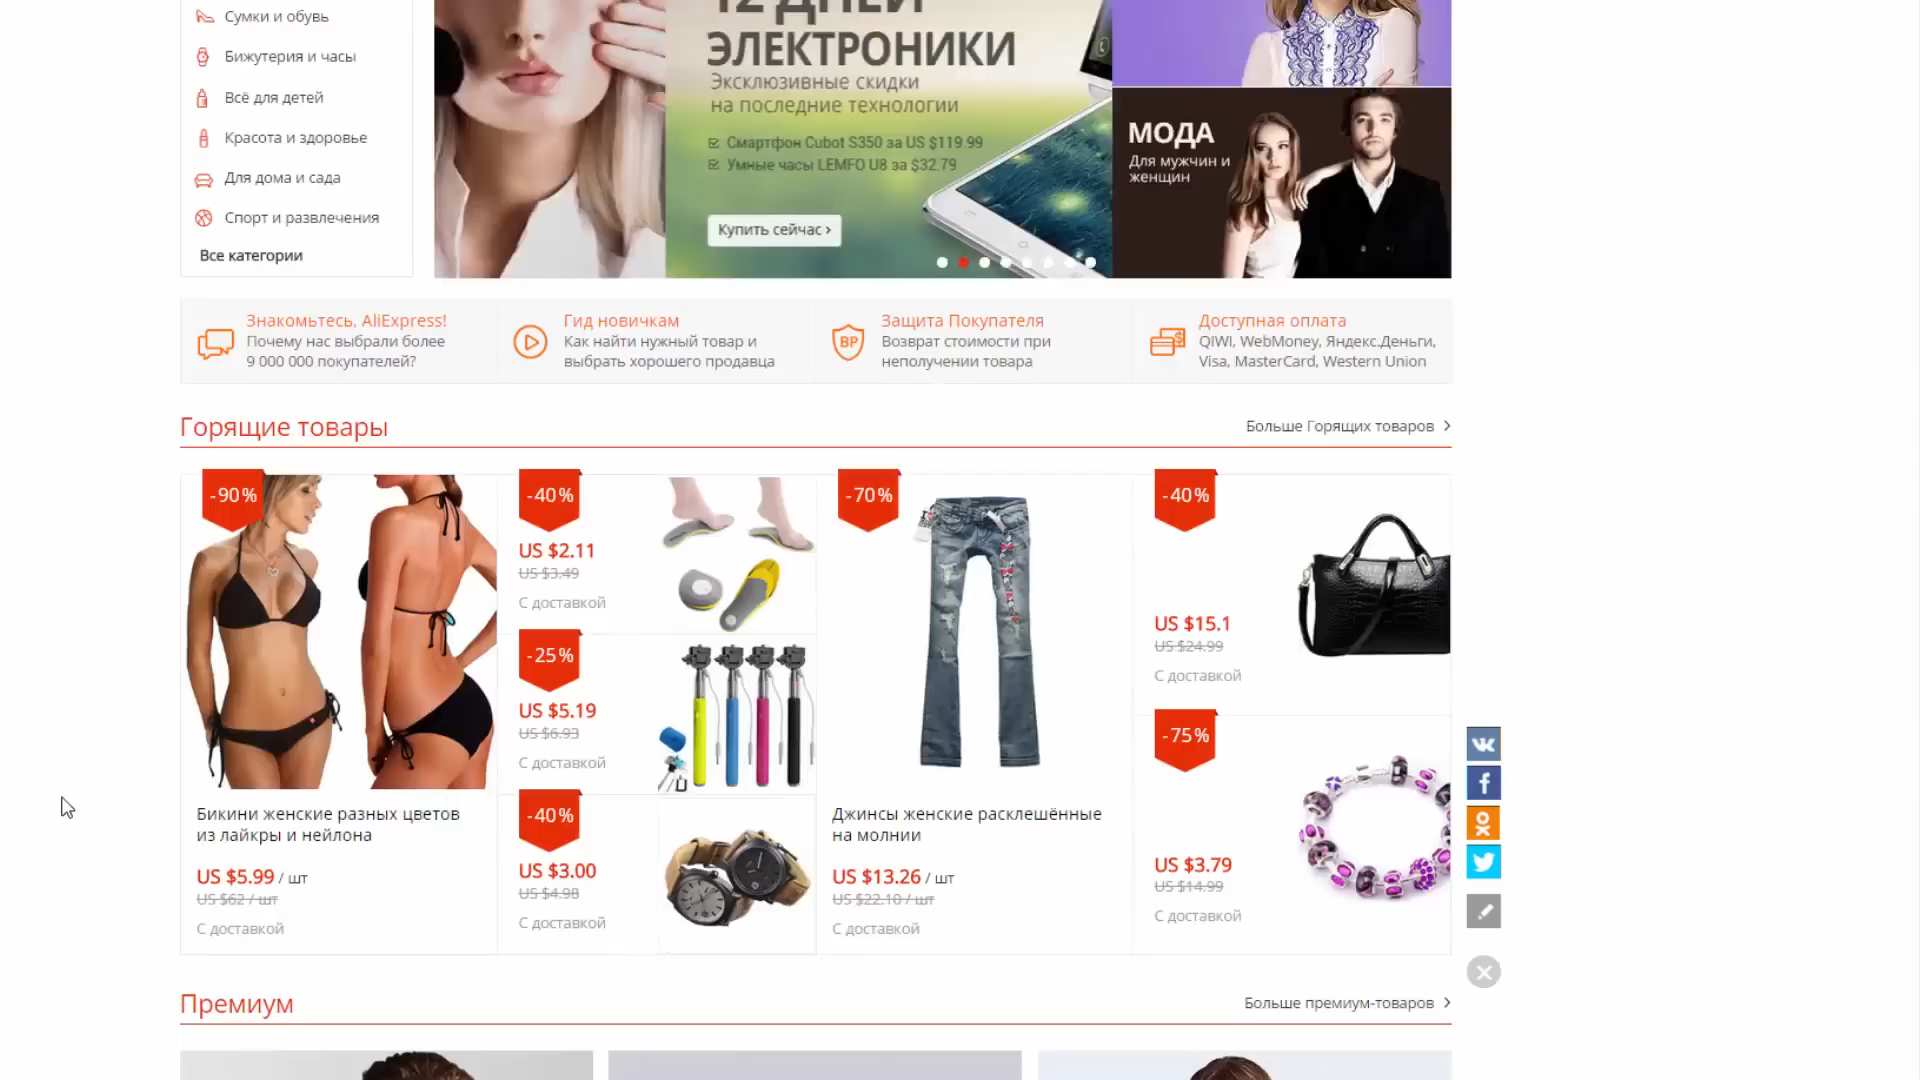 Сумки и обувь
Бижутерия и часы
Всё для детей
Красота и здоровье
Для дома и сада
Спорт и развлечения
Все категории
12 ДНЕЙ
ЭЛЕКТРОНИКИ
Эксклюзивные скидки
на последние технологии
Смартфон Cubot S350 за US $119.99
Умные часы LEMFO U8 за $32.79
Купить сейчас
МОДА
Для мужчин и
женщин
Знакомьтесь, AliExpress!
Почему нас выбрали более
9 000 000 покупателей?
Гид новичкам
Как найти нужный товар и
выбрать хорошего продавца
BP
Защита Покупателя
Возврат стоимости при
неполучении товара
Доступная оплата
QIWI, WebMoney, Яндекс.Деньги,
Visa, MasterCard, Western Union
Горящие товары
Больше Горящих товаров
-90%
Бикини женские разных цветов
из лайкры и нейлона
US $5.99 / шт
US $62 / шт
С доставкой
-40%
US $2.11
US $3.49
С доставкой
-25%
US $5.19
US $6.93
С доставкой
-40%
US $3.00
US $4.98
С доставкой
-70%
Джинсы женские расклешённые
на молнии
US $13.26 / шт
US $22.10 / шт
С доставкой
-40%
US $15.1
US $24.99
С доставкой
-75%
US $3.79
US $14.99
С доставкой
Премиум
Больше премиум-товаров